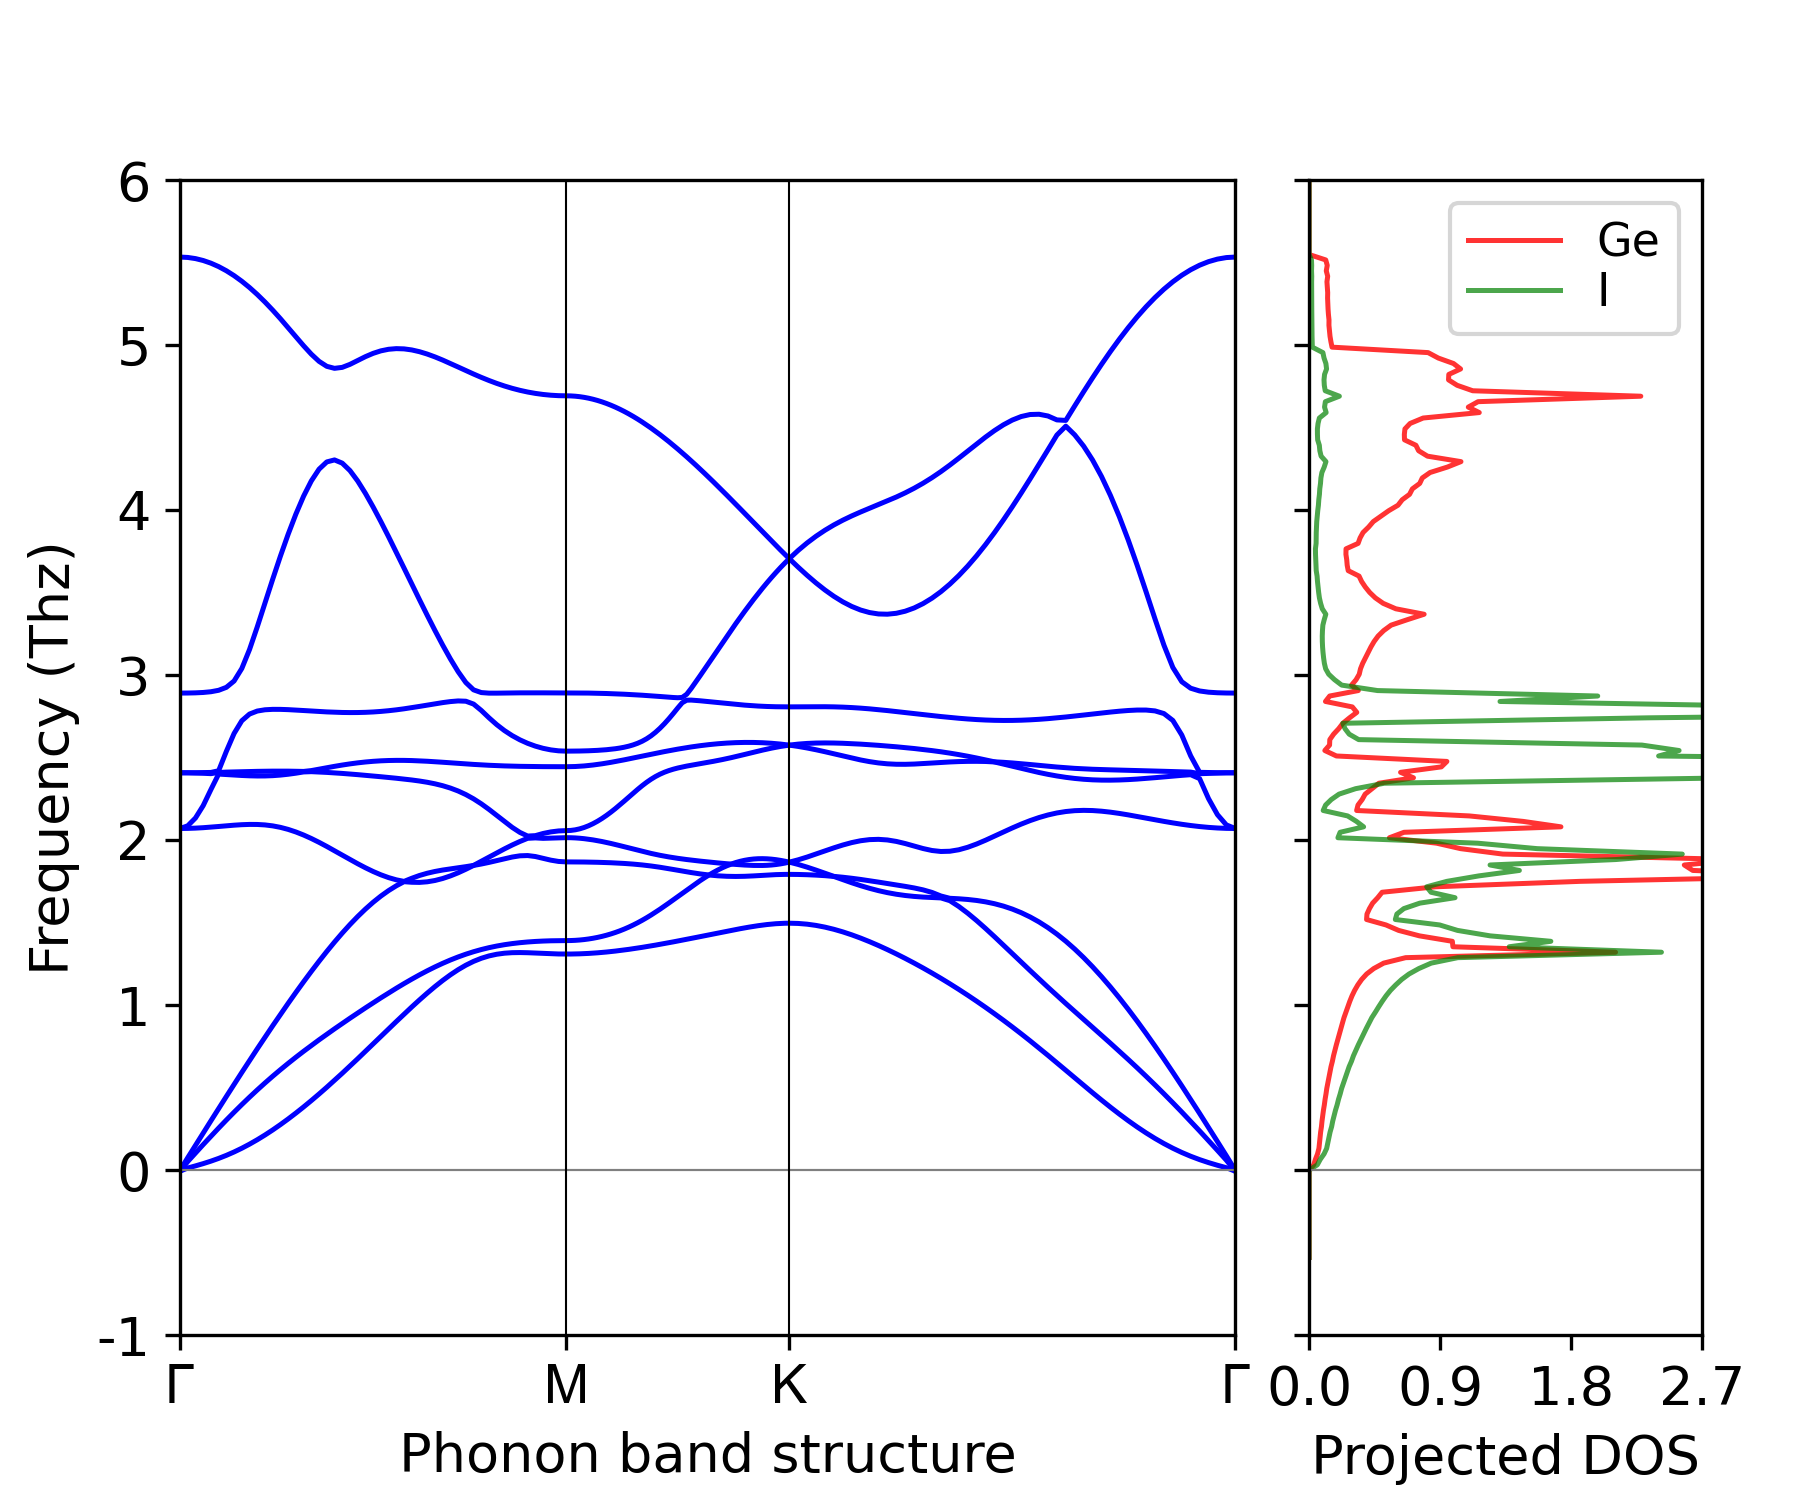 6
5
4
3
2
1
0
-1
Frequency (Thz)
Γ
M
K
Γ
Phonon band structure
Ge
I
0.0
0.9
1.8
2.7
Projected DOS